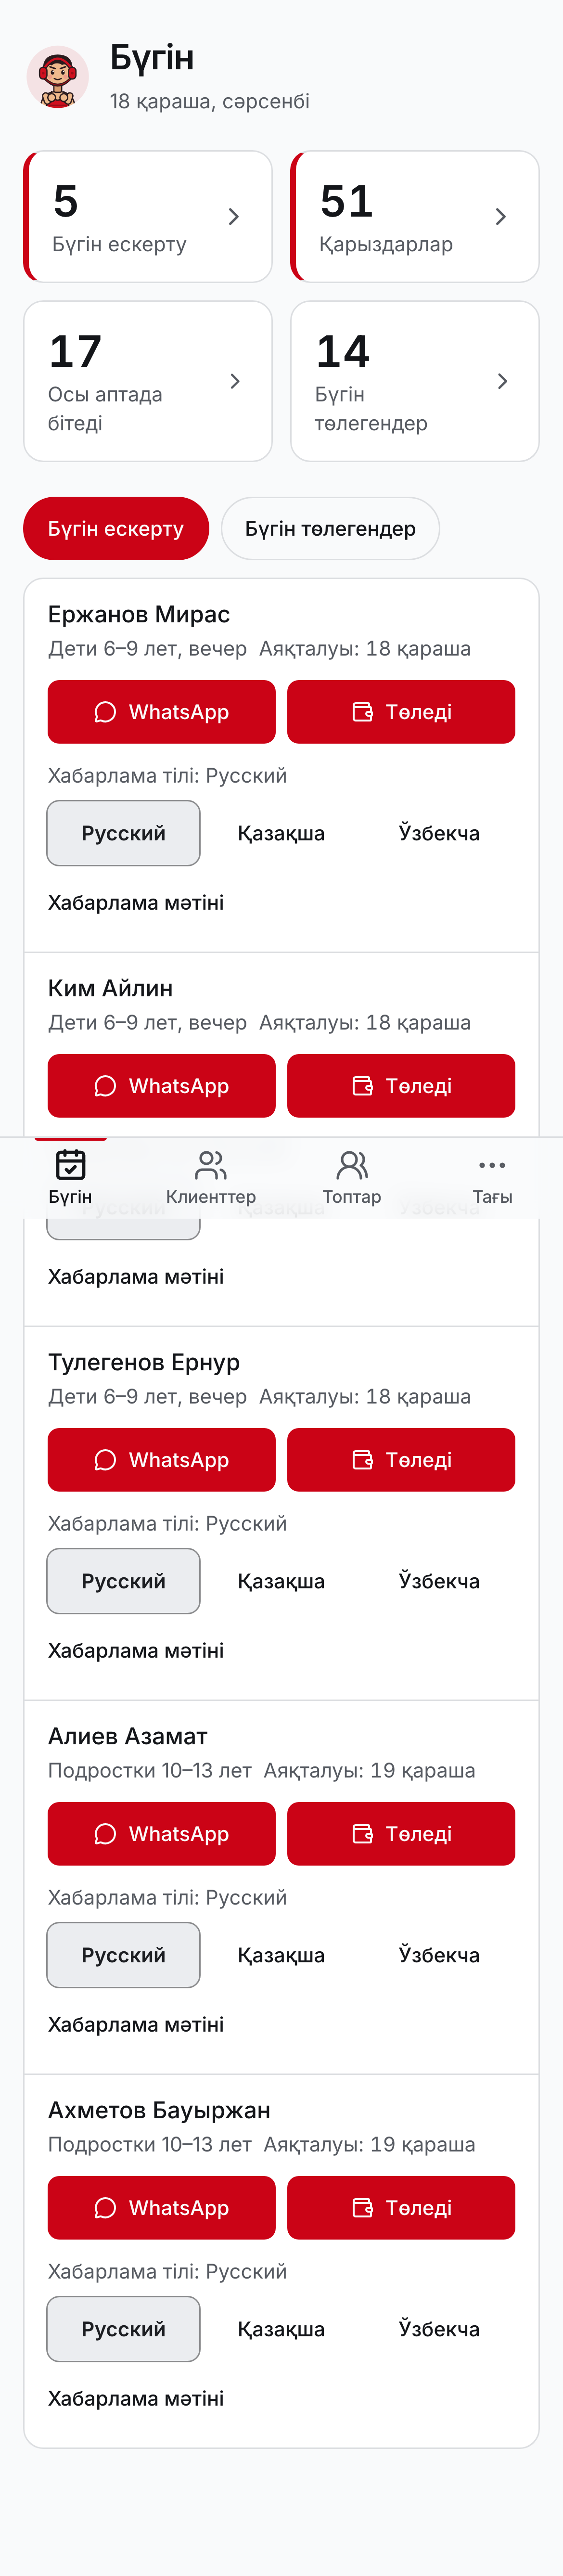 Бүгін
18 қараша, сәрсенбі
5
Бүгін ескерту
51
Қарыздарлар
17
Осы аптада
бітеді
14
Бүгін
төлегендер
Бүгін ескерту
Бүгін төлегендер
Ержанов Мирас
Дети 6–9 лет, вечер Аяқталуы: 18 қараша
WhatsApp
Төледі
Хабарлама тілі: Русский
Русский
Қазақша
Ўзбекча
Хабарлама мәтіні
Ким Айлин
Дети 6–9 лет, вечер Аяқталуы: 18 қараша
WhatsApp
Төледі
Бүгін
Клиенттер
Топтар
Тағы
Русский
Қазақша
Ўзбекча
Хабарлама мәтіні
Тулегенов Ернур
Дети 6–9 лет, вечер Аяқталуы: 18 қараша
WhatsApp
Төледі
Хабарлама тілі: Русский
Русский
Қазақша
Ўзбекча
Хабарлама мәтіні
Алиев Азамат
Подростки 10–13 лет Аяқталуы: 19 қараша
WhatsApp
Төледі
Хабарлама тілі: Русский
Русский
Қазақша
Ўзбекча
Хабарлама мәтіні
Ахметов Бауыржан
Подростки 10–13 лет Аяқталуы: 19 қараша
WhatsApp
Төледі
Хабарлама тілі: Русский
Русский
Қазақша
Ўзбекча
Хабарлама мәтіні